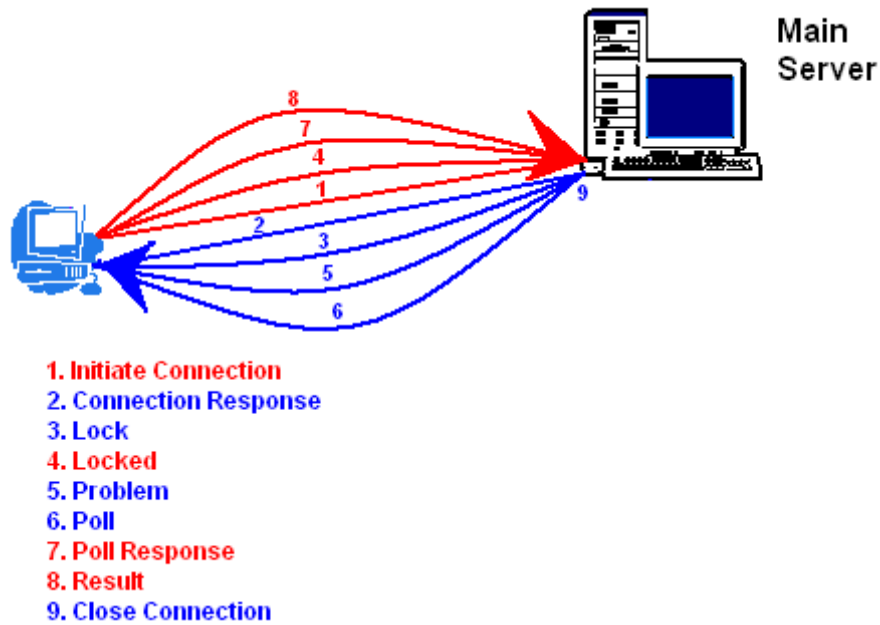 Main
Server
8
7
4
1
9
2
3
5
6
1. Initiate Connection
2. Connection Response
3. Lock
4. Locked
5. Problem
6. Poll
7. Poll Response
8. Result
9. Close Connection